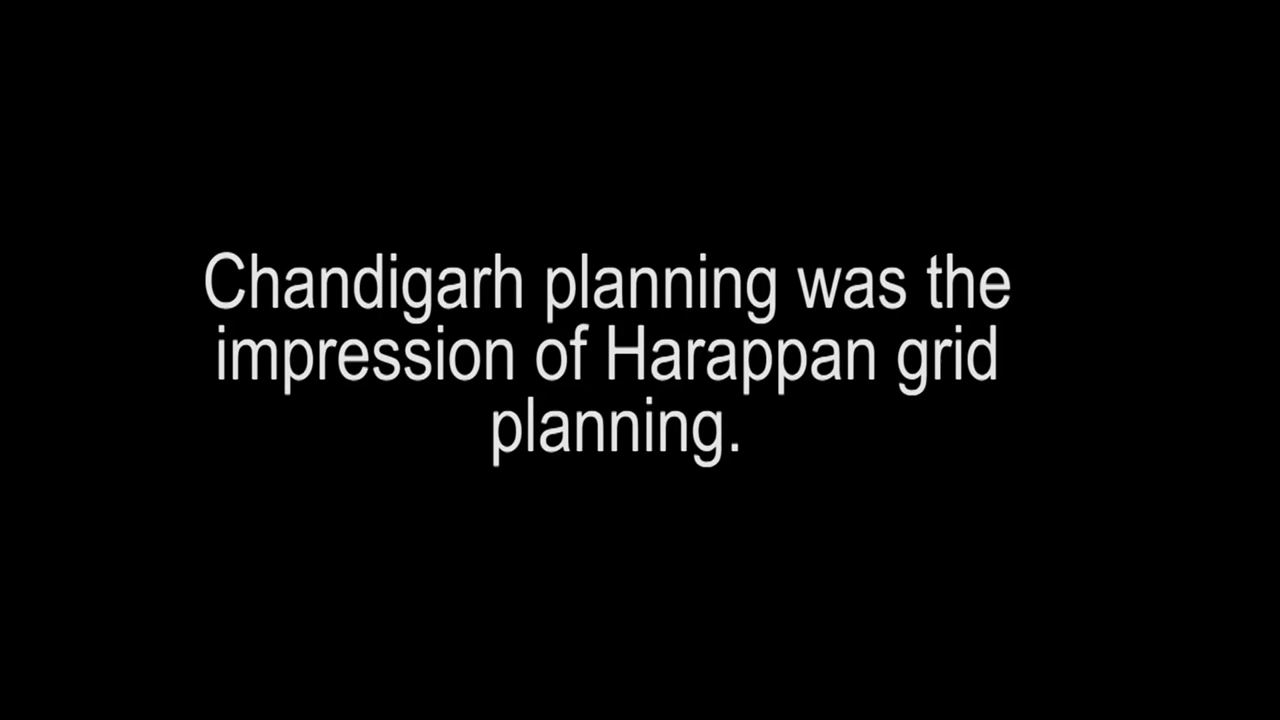 Chandigarh planning was the
impression of Harappan grid
planning.